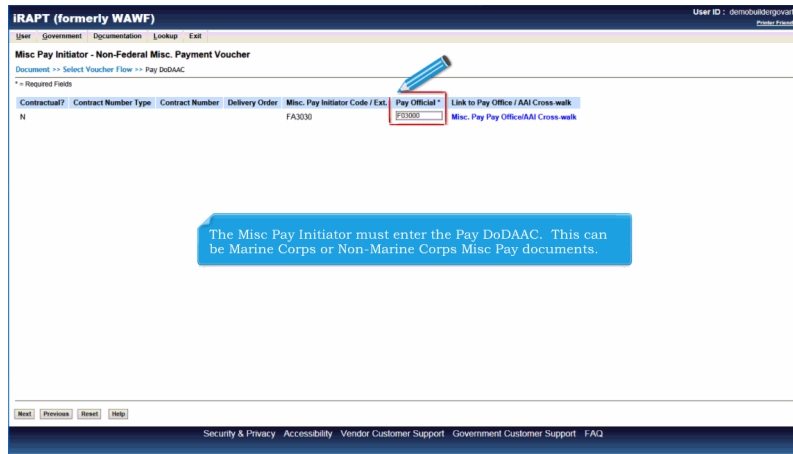 iRAPT (formerly WAWF)
User ID : demobuildergovart
Printer Friend
User Government Documentation Lookup Exit
Misc Pay Initiator - Non-Federal Misc. Payment Voucher
Document >> Select Voucher Flow >> Pay DoDAAC
* = Required Fields
Contractual? Contract Number Type Contract Number Delivery Order Misc. Pay Initiator Code / Ext. Pay Official * Link to Pay Office / AAI Cross-walk
N FA3030 F03000 Misc. Pay Pay Office/AAI Cross-walk
The Misc Pay Initiator must enter the Pay DoDAAC. This can
be Marine Corps or Non-Marine Corps Misc Pay documents.
Next Previous Reset Help
Security & Privacy Accessibility Vendor Customer Support Government Customer Support FAQ